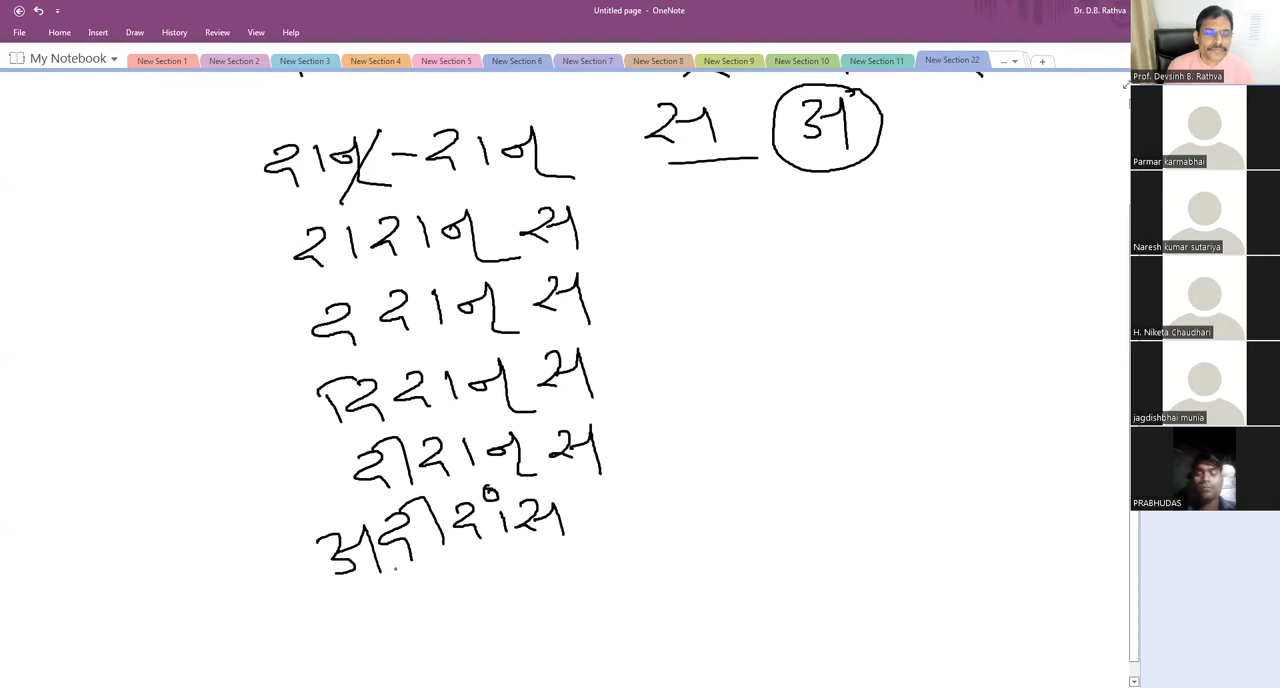 Untitled page - OneNote
Dr. D.B. Rathva
File Home Insert Draw History Review View Help
My Notebook
New Section 1 New Section 2 New Section 3 New Section 4 New Section 5 New Section 6 New Section 7 New Section 8 New Section 9 New Section 10 New Section 11 New Section 22 ...
स अ
दान् - दान्
दादान् स
ददान् स
दिदान् स
दीदान् स
अदीदांस
Prof. Devsinh B. Rathva
Parmar karmabhai
Naresh kumar sutariya
H. Niketa Chaudhari
jagdishbhai munia
PRABHUDAS